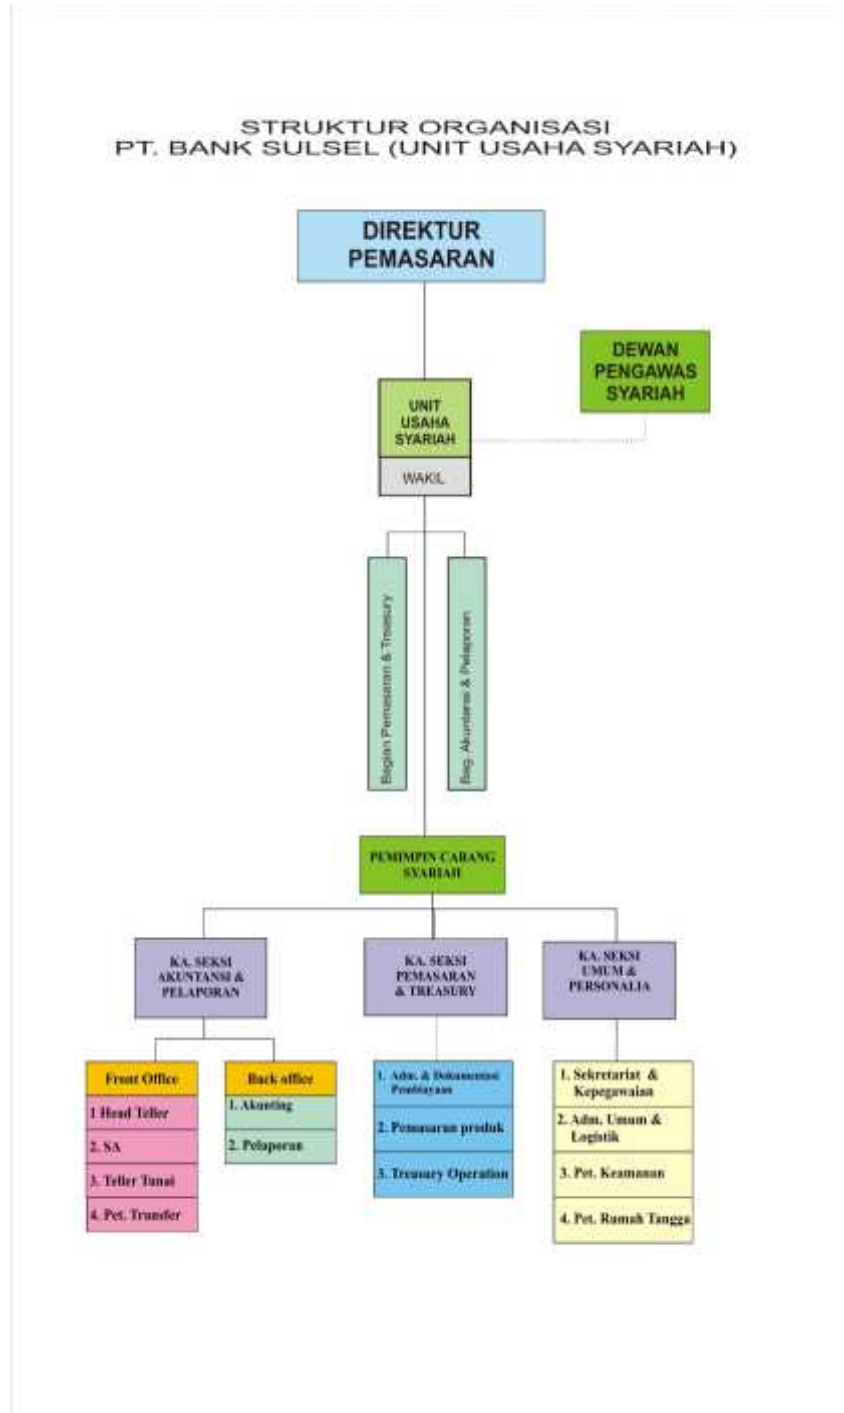 STRUKTUR ORGANISASI
PT. BANK SULSEL (UNIT USAHA SYARIAH)
DIREKTUR
PEMASARAN
DEWAN
PENGAWAS
SYARIAH
UNIT
USAHA
SYARIAH
WAKIL
Bagian Pemasaran & Treasury
Bag. Akuntansi & Pelaporan
PEMIMPIN CABANG
SYARIAH
KA. SEKSI
AKUNTANSI &
PELAPORAN
KA. SEKSI
PEMASARAN
& TREASURY
KA. SEKSI
UMUM &
PERSONALIA
Front Office
1 Head Teller
2. SA
3. Teller Tunai
4. Pet. Transfer
Back office
1. Akunting
2. Pelaporan
1. Adm. & Dokumentasi
Pembiayaan
2. Pemasaran produk
3. Treasury Operation
1. Sekretariat &
Kepegawaian
2. Adm. Umum &
Logistik
3. Pet. Keamanan
4. Pet. Rumah Tangga